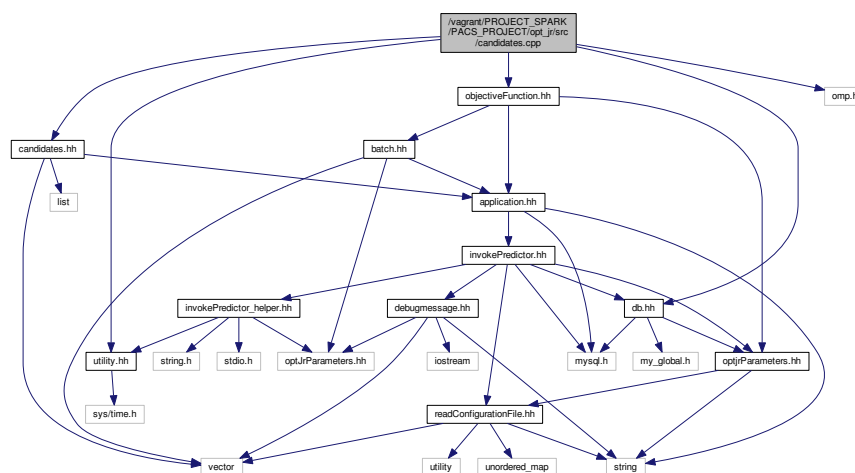 /vagrant/PROJECT_SPARK
/PACS_PROJECT/opt_jr/src
/candidates.cpp
objectiveFunction.hh
omp.h
candidates.hh
batch.hh
list
application.hh
invokePredictor.hh
invokePredictor_helper.hh
debugmessage.hh
db.hh
utility.hh
string.h
stdio.h
optJrParameters.hh
iostream
mysql.h
my_global.h
optjrParameters.hh
sys/time.h
readConfigurationFile.hh
vector
utility
unordered_map
string